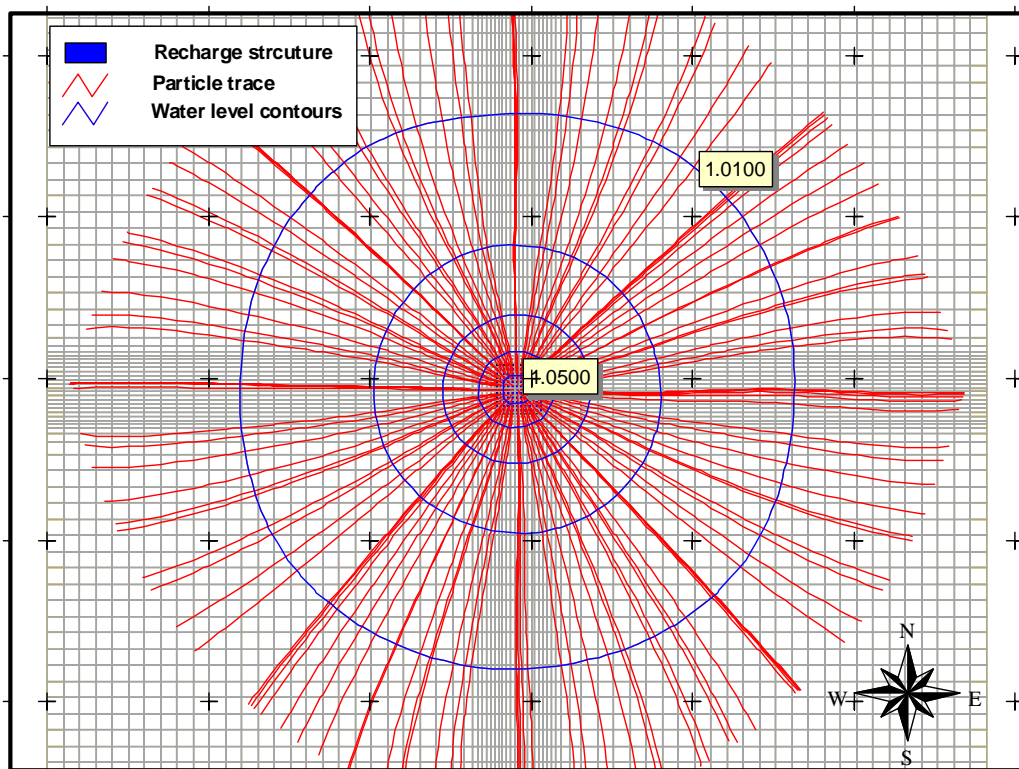 Recharge strcuture
Particle trace
Water level contours
1.0100
1.0500
N
W
E
S